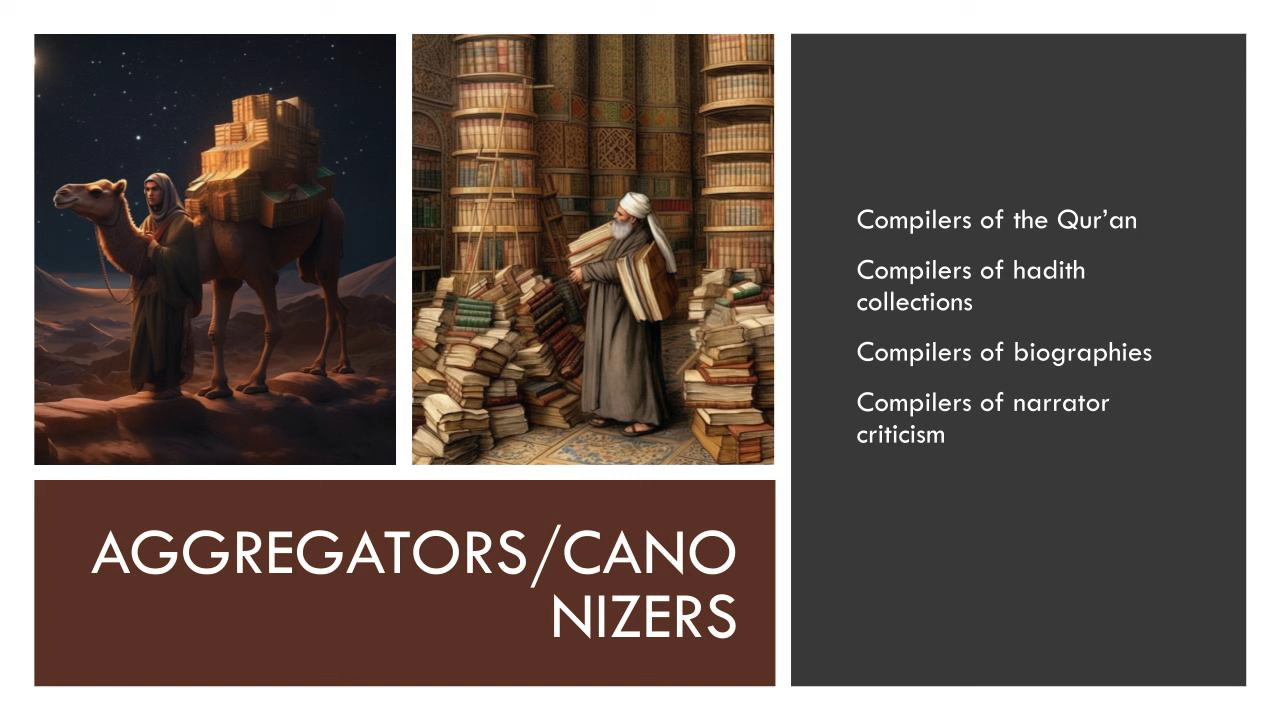 AGGREGATORS/CANO
NIZERS
Compilers of the Qur’an
Compilers of hadith
collections
Compilers of biographies
Compilers of narrator
criticism